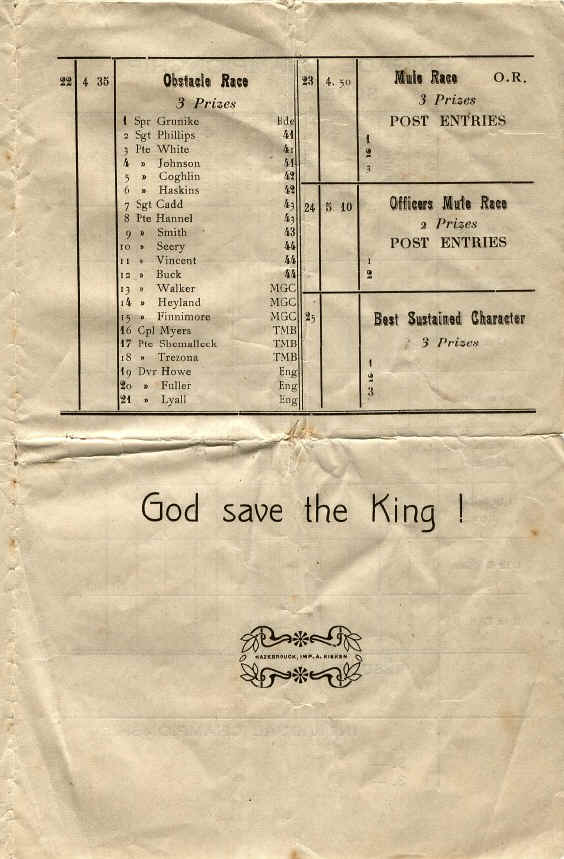 22 4 35 Obstacle Race
3 Prizes
1 Spr Grunike Bde
2 Sgt Phillips 41
3 Pte White 41
4 » Johnson 41
5 » Coghlin 42
6 » Haskins 42
7 Sgt Cadd 43
8 Pte Hannel 43
9 » Smith 43
10 » Seery 44
11 » Vincent 44
12 » Buck 44
13 » Walker MGC
14 » Heyland MGC
15 » Finnimore MGC
16 Cpl Myers TMB
17 Pte Shemalleck TMB
18 » Trezona TMB
19 Dvr Howe Eng
20 » Fuller Eng
21 » Lyall Eng
23 4. 50 Mule Race O.R.
3 Prizes
POST ENTRIES
1
2
3
24 5 10 Officers Mule Race
2 Prizes
POST ENTRIES
1
2
25 Best Sustained Character
3 Prizes
1
2
3
God save the King !
HAZEBROUCK, IMP. A.